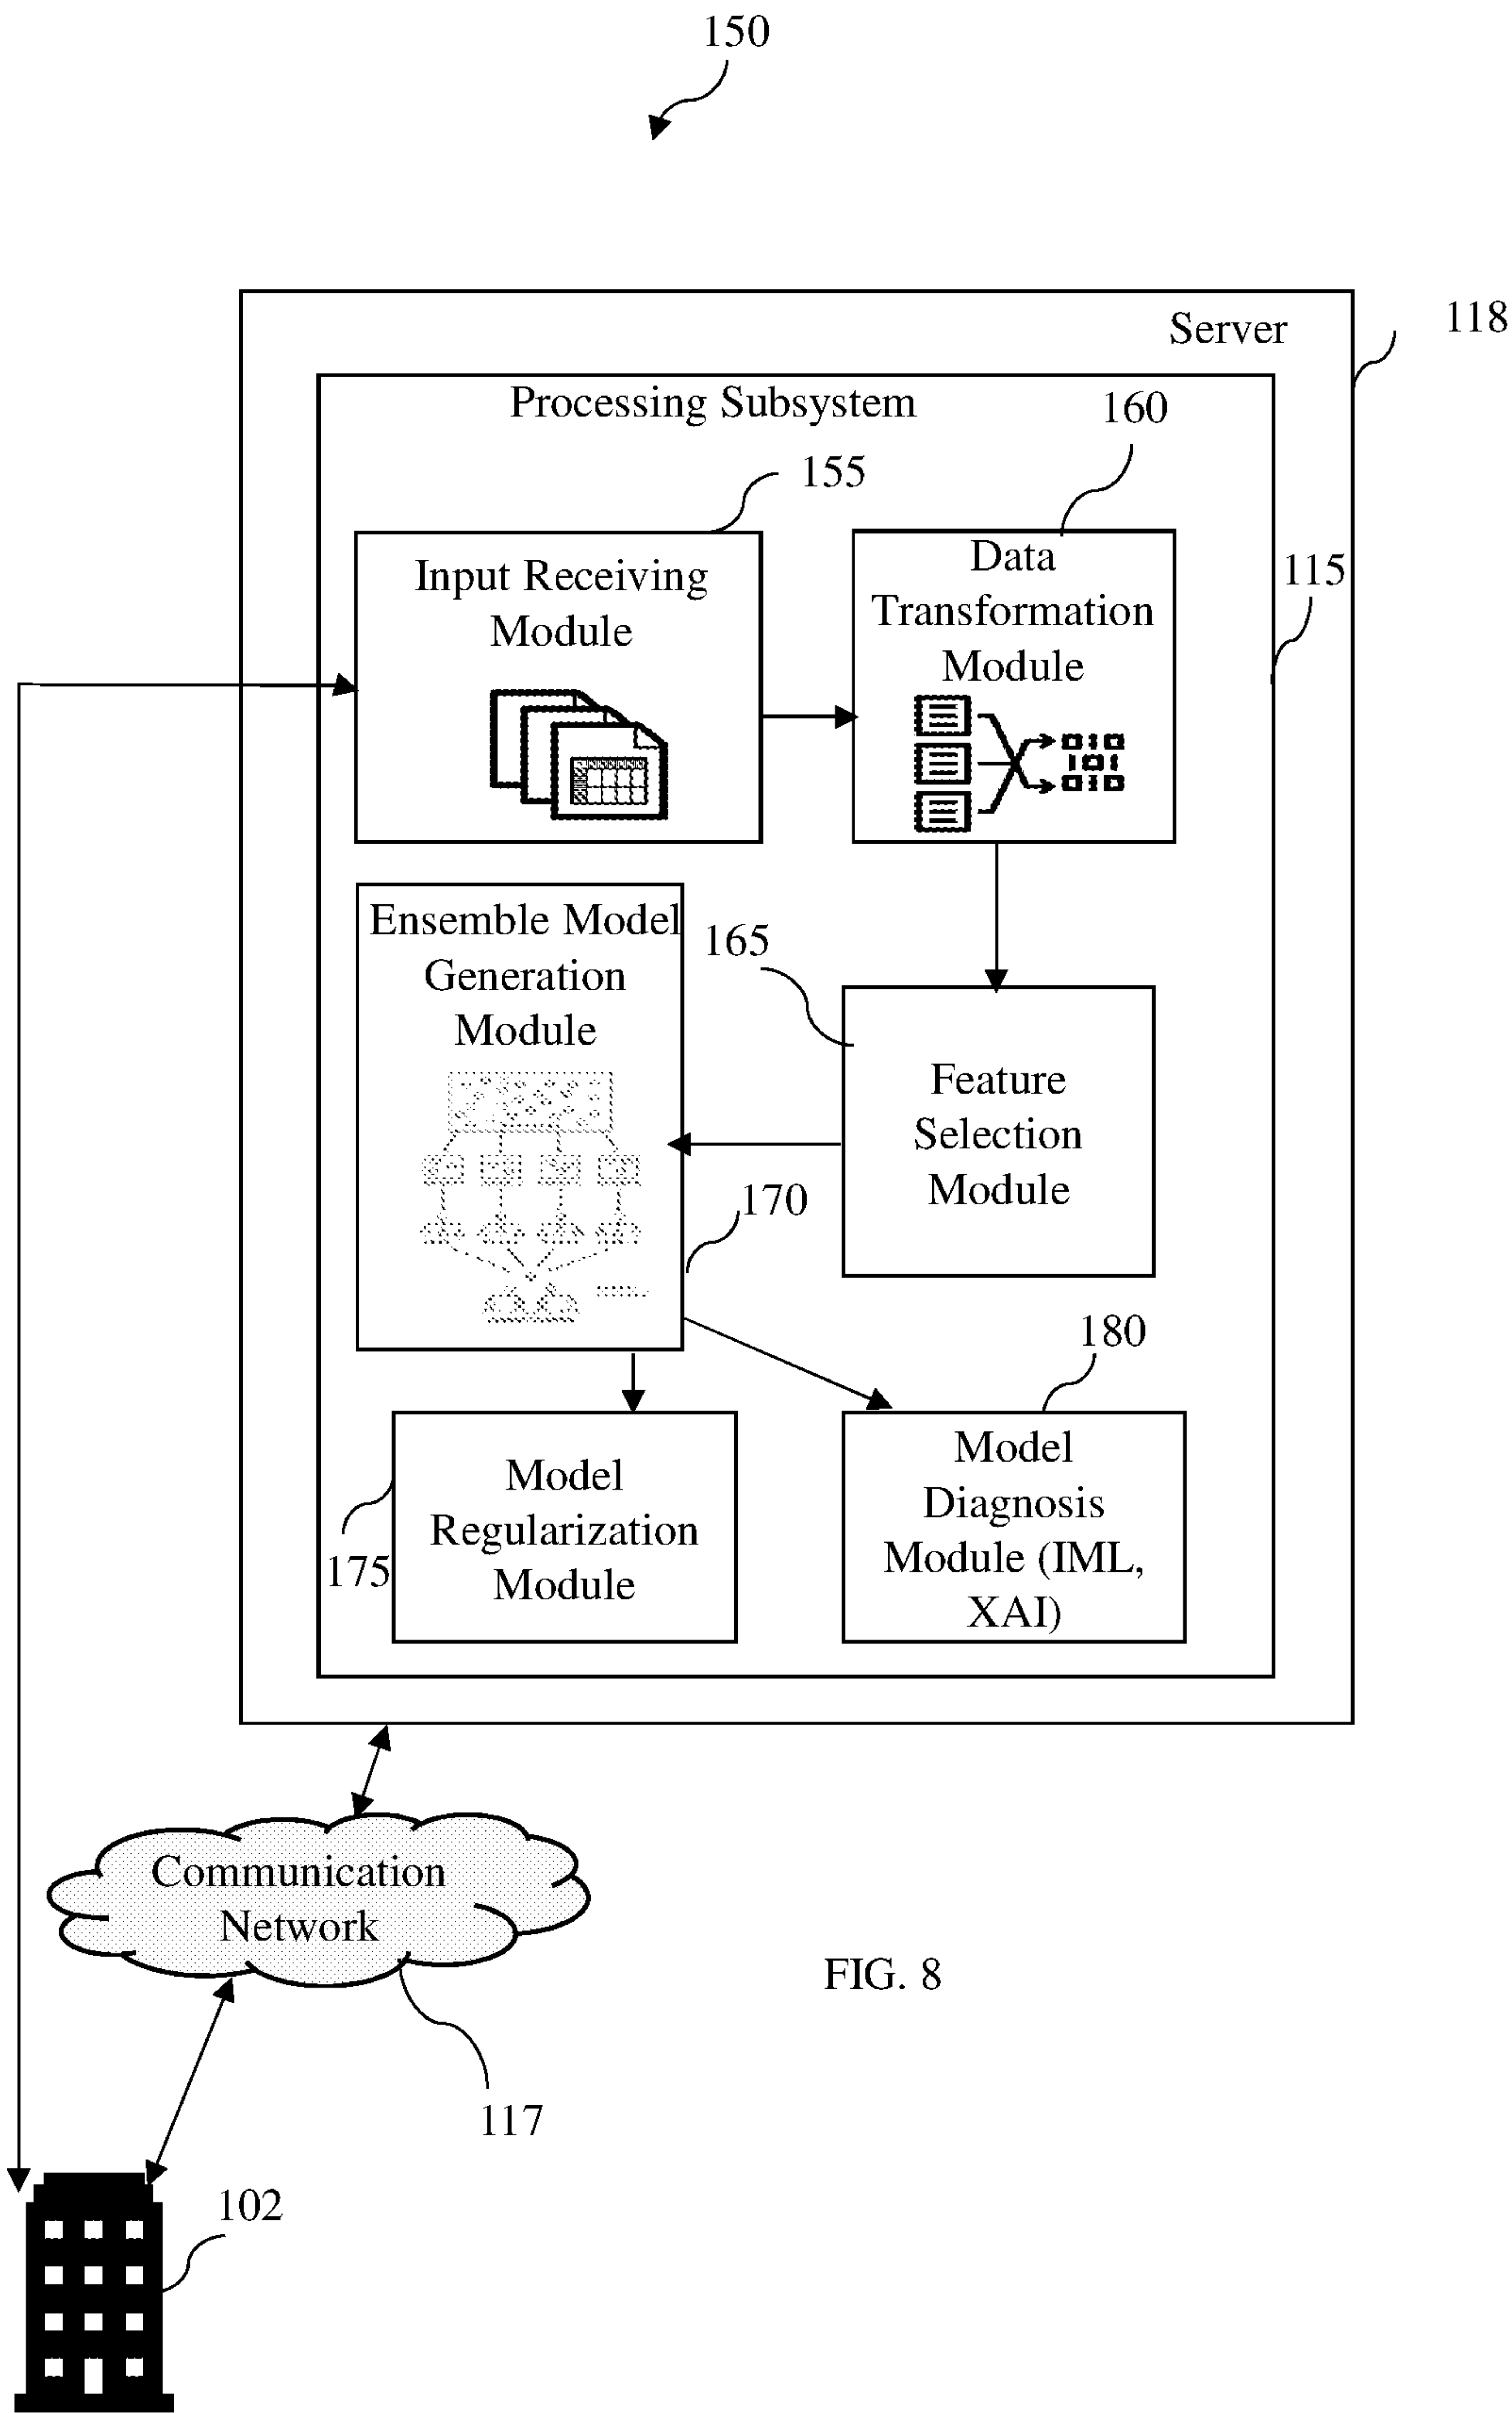 150
Server
118
Processing Subsystem
160
155
Input Receiving
Module
Data
Transformation
Module
115
Ensemble Model
Generation
Module
165
Feature
Selection
Module
170
180
Model
Regularization
Module
175
Model
Diagnosis
Module (IML,
XAI)
Communication
Network
FIG. 8
117
102